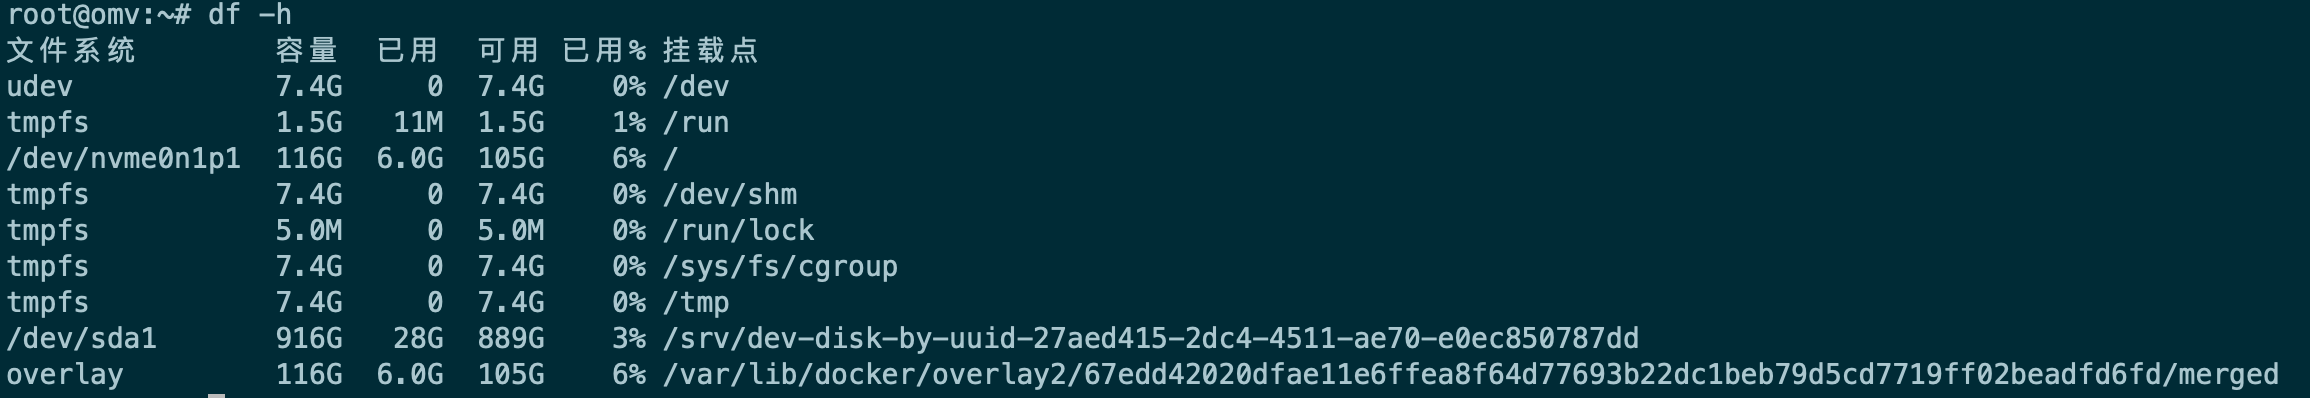 root@omv:~# df -h
文件系统 容量 已用 可用 已用% 挂载点
udev 7.4G 0 7.4G 0% /dev
tmpfs 1.5G 11M 1.5G 1% /run
/dev/nvme0n1p1 116G 6.0G 105G 6% /
tmpfs 7.4G 0 7.4G 0% /dev/shm
tmpfs 5.0M 0 5.0M 0% /run/lock
tmpfs 7.4G 0 7.4G 0% /sys/fs/cgroup
tmpfs 7.4G 0 7.4G 0% /tmp
/dev/sda1 916G 28G 889G 3% /srv/dev-disk-by-uuid-27aed415-2dc4-4511-ae70-e0ec850787dd
overlay 116G 6.0G 105G 6% /var/lib/docker/overlay2/67edd42020dfae11e6ffea8f64d77693b22dc1beb79d5cd7719ff02beadfd6fd/merged